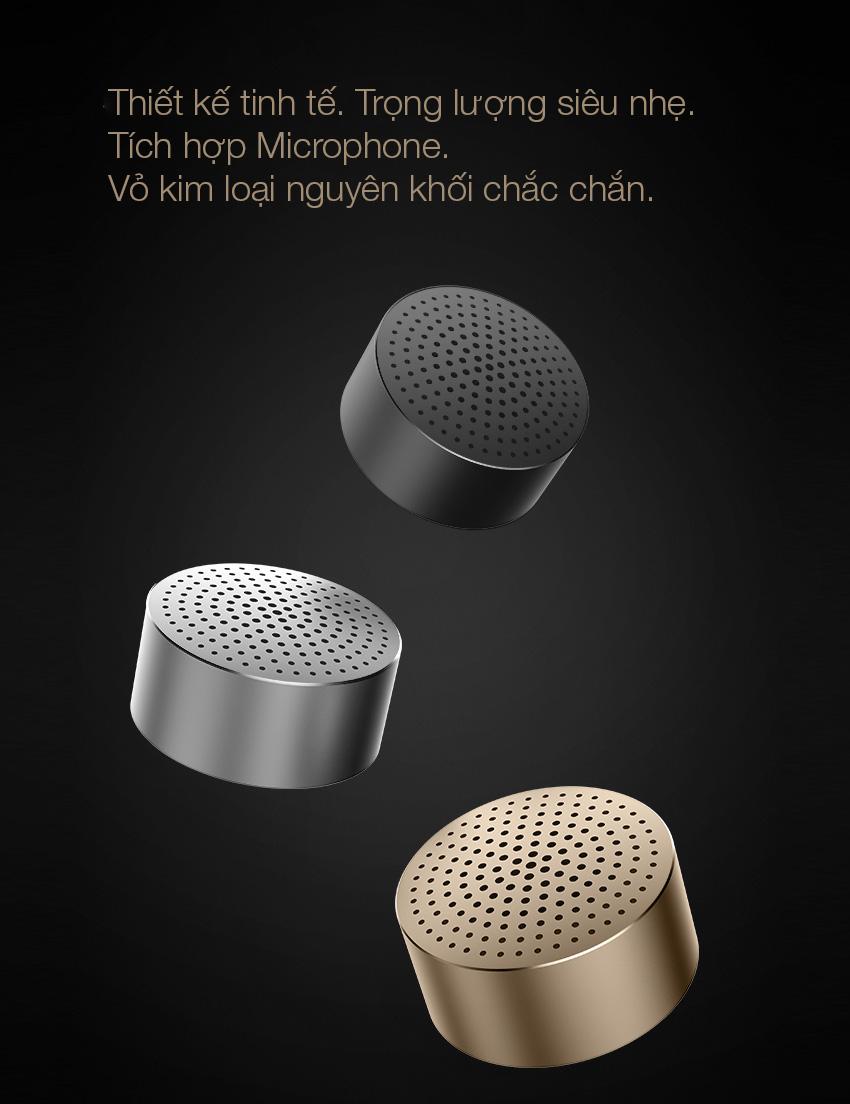 Thiết kế tinh tế. Trọng lượng siêu nhẹ.
Tích hợp Microphone.
Vỏ kim loại nguyên khối chắc chắn.